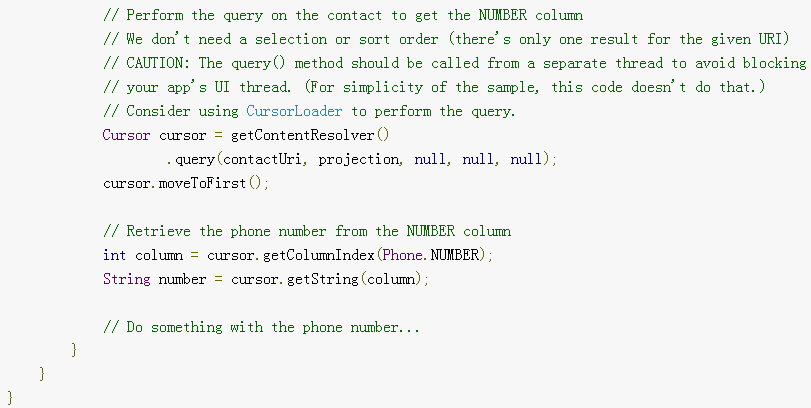 // Perform the query on the contact to get the NUMBER column
// We don't need a selection or sort order (there's only one result for the given URI)
// CAUTION: The query() method should be called from a separate thread to avoid blocking
// your app's UI thread. (For simplicity of the sample, this code doesn't do that.)
// Consider using CursorLoader to perform the query.
Cursor cursor = getContentResolver()
        .query(contactUri, projection, null, null, null);
cursor.moveToFirst();
// Retrieve the phone number from the NUMBER column
int column = cursor.getColumnIndex(Phone.NUMBER);
String number = cursor.getString(column);
// Do something with the phone number...
}
}
}